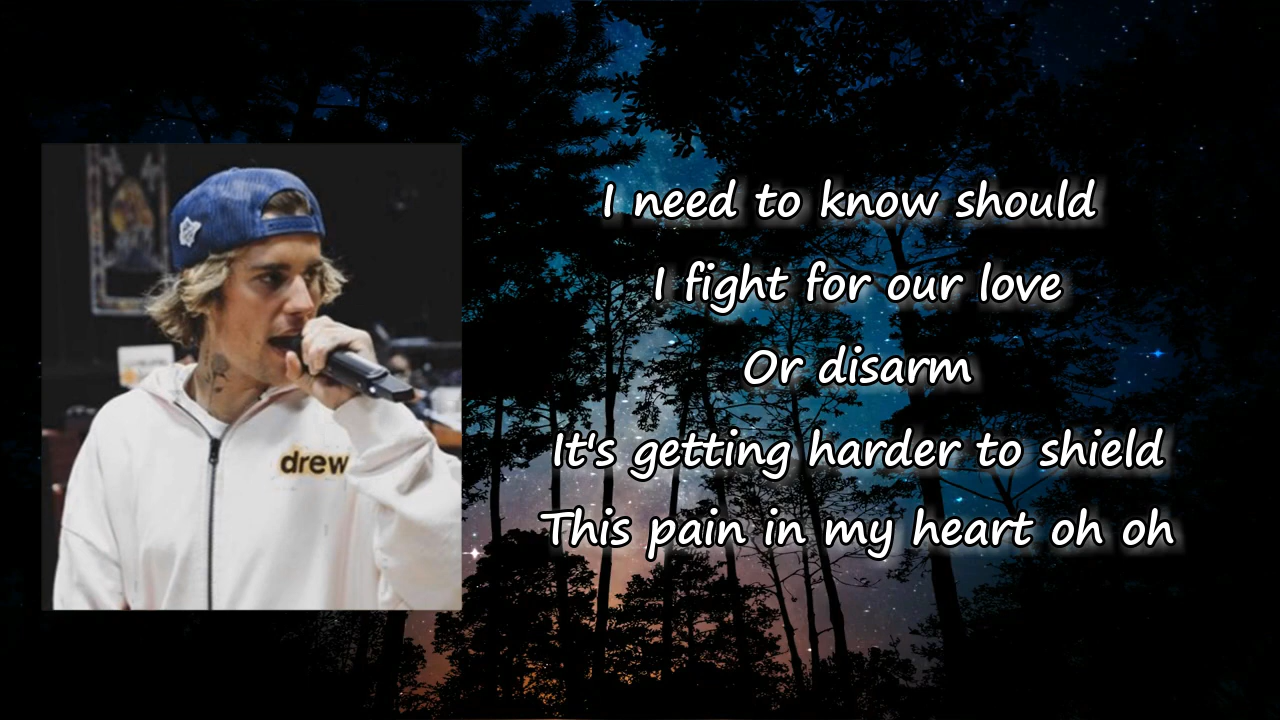 I need to know should
I fight for our love
Or disarm
It's getting harder to shield
This pain in my heart oh oh
drew